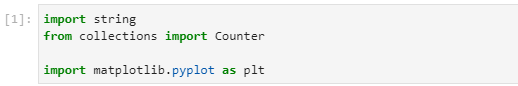 [1]: import string
from collections import Counter
import matplotlib.pyplot as plt